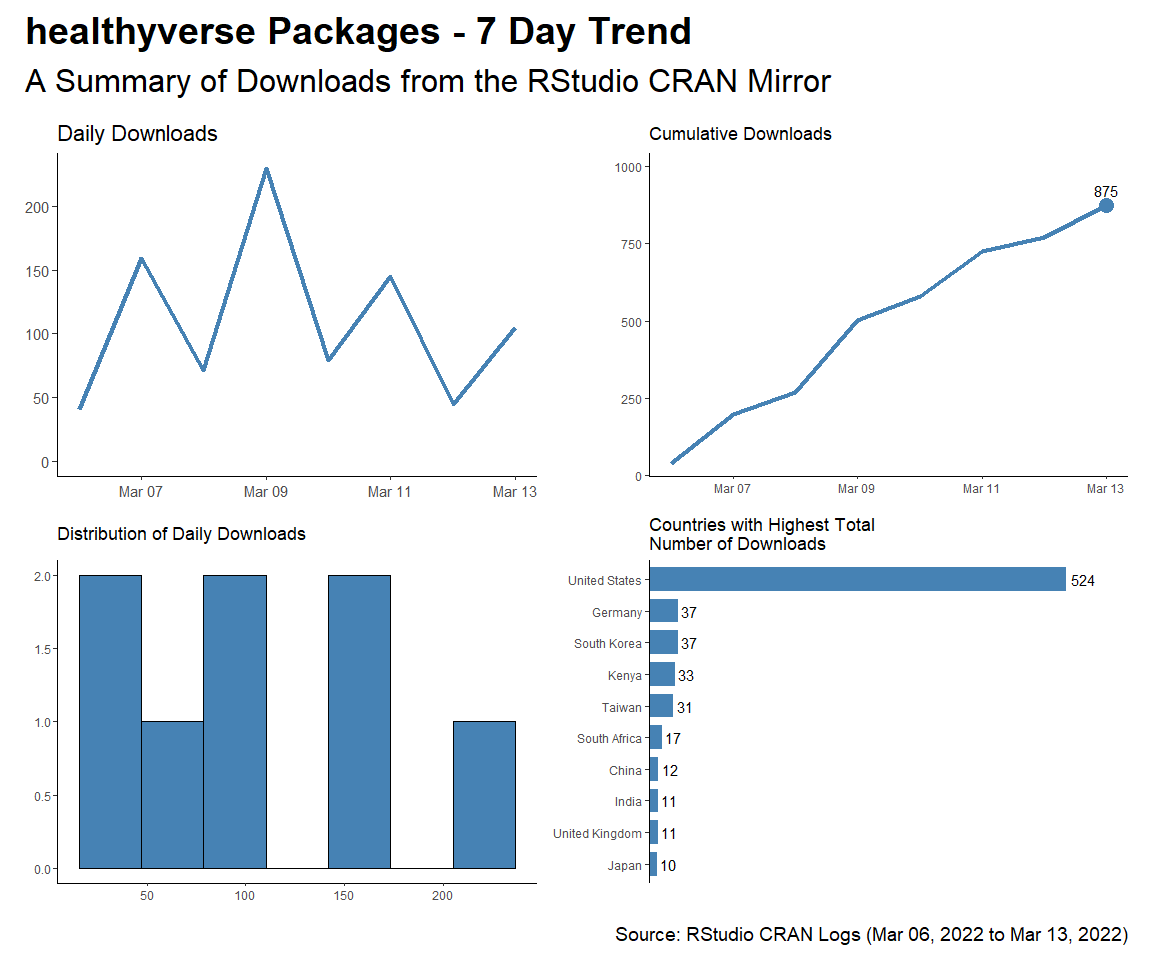 healthyverse Packages - 7 Day Trend
A Summary of Downloads from the RStudio CRAN Mirror
Daily Downloads
200
150
100
50
0
Mar 07
Mar 09
Mar 11
Mar 13
Cumulative Downloads
1000
750
500
250
0
875
Mar 07
Mar 09
Mar 11
Mar 13
Distribution of Daily Downloads
2.0
1.5
1.0
0.5
0.0
50
100
150
200
Countries with Highest Total
Number of Downloads
United States 524
Germany 37
South Korea 37
Kenya 33
Taiwan 31
South Africa 17
China 12
India 11
United Kingdom 11
Japan 10
Source: RStudio CRAN Logs (Mar 06, 2022 to Mar 13, 2022)